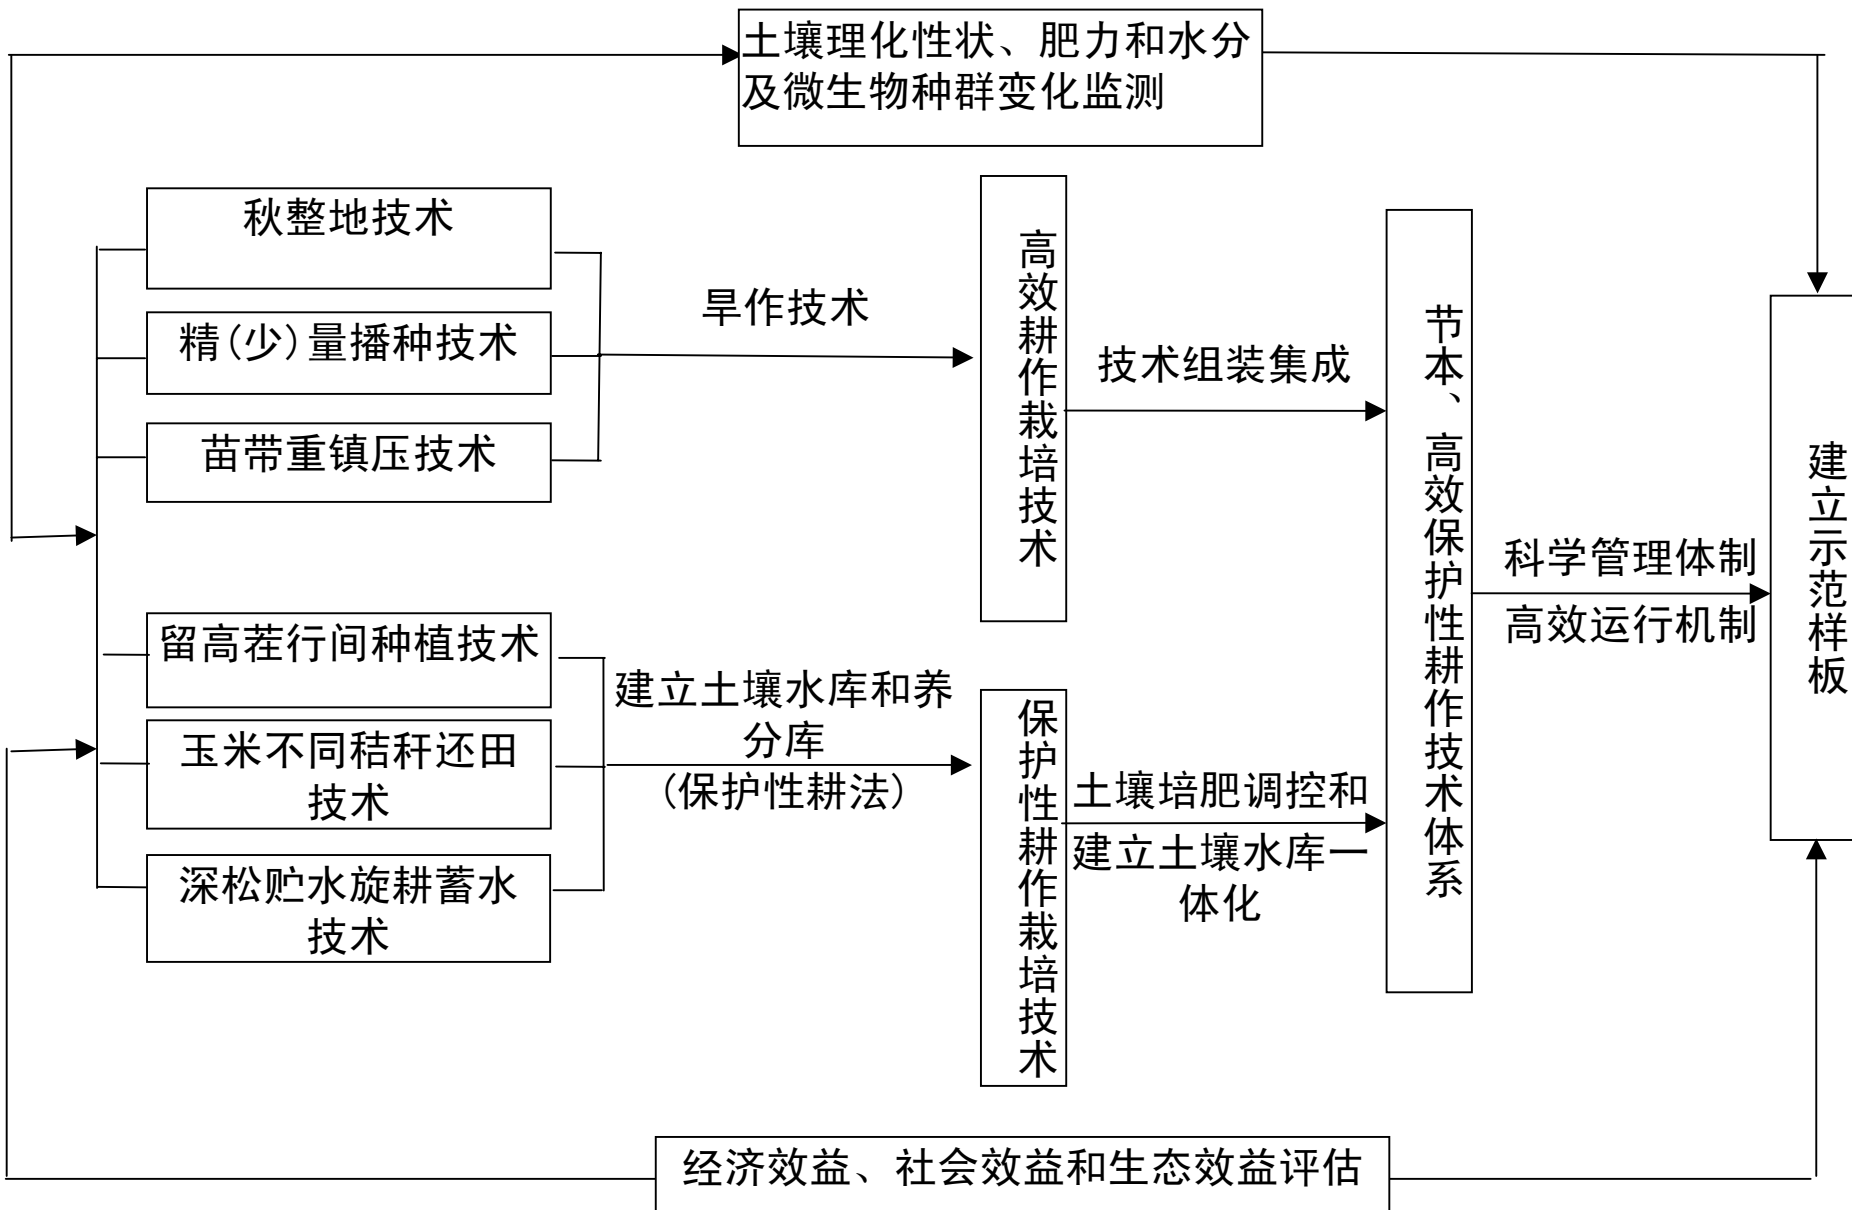 土壤理化性状、肥力和水分
及微生物种群变化监测
秋整地技术
精(少)量播种技术
苗带重镇压技术
旱作技术
高效耕作栽培技术
技术组装集成
留高茬行间种植技术
玉米不同秸秆还田
技术
深松贮水旋耕蓄水
技术
建立土壤水库和养
分库
(保护性耕法)
保护性耕作栽培技术
土壤培肥调控和
建立土壤水库一
体化
节本、高效保护性耕作技术体系
科学管理体制
高效运行机制
建立示范样板
经济效益、社会效益和生态效益评估